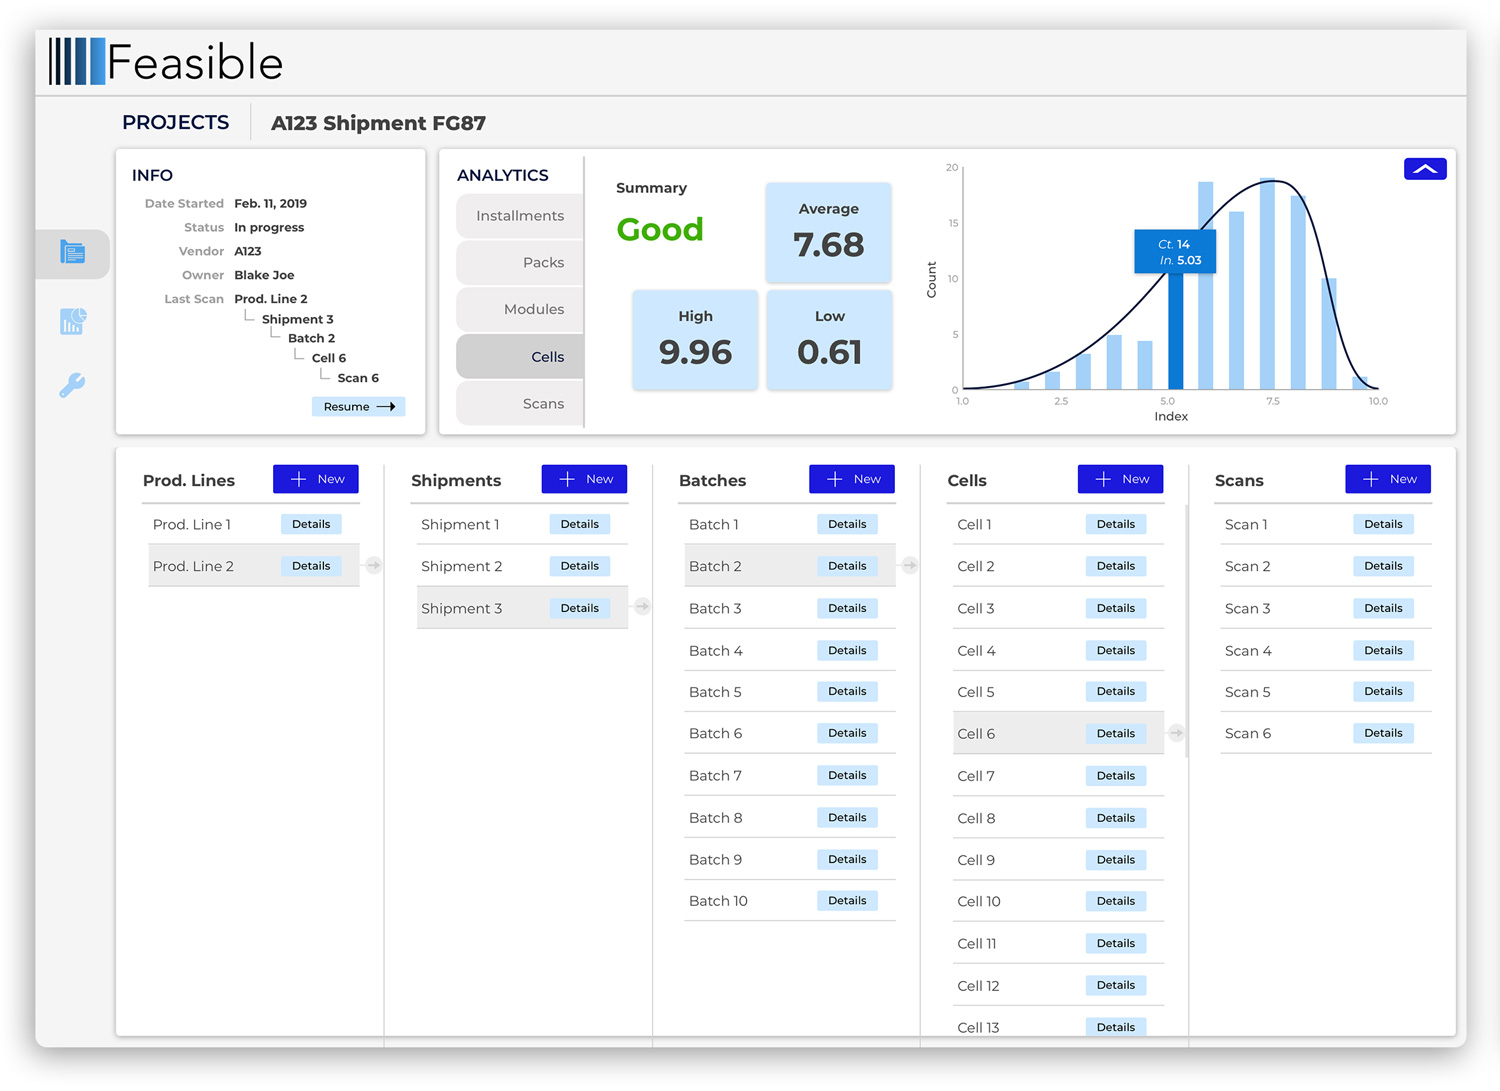 Feasible
PROJECTS
A123 Shipment FG87
INFO
Date Started Feb. 11, 2019
Status In progress
Vendor A123
Owner Blake Joe
Last Scan Prod. Line 2
Shipment 3
Batch 2
Cell 6
Scan 6
Resume
ANALYTICS
Installments
Packs
Modules
Cells
Scans
Summary
Good
Average
7.68
High
9.96
Low
0.61
20
15
10
5
0
Count
Ct. 14
In. 5.03
1.0 2.5 5.0 7.5 10.0
Index
Prod. Lines New
Prod. Line 1 Details
Prod. Line 2 Details
Shipments New
Shipment 1 Details
Shipment 2 Details
Shipment 3 Details
Batches New
Batch 1 Details
Batch 2 Details
Batch 3 Details
Batch 4 Details
Batch 5 Details
Batch 6 Details
Batch 7 Details
Batch 8 Details
Batch 9 Details
Batch 10 Details
Cells New
Cell 1 Details
Cell 2 Details
Cell 3 Details
Cell 4 Details
Cell 5 Details
Cell 6 Details
Cell 7 Details
Cell 8 Details
Cell 9 Details
Cell 10 Details
Cell 11 Details
Cell 12 Details
Cell 13 Details
Scans New
Scan 1 Details
Scan 2 Details
Scan 3 Details
Scan 4 Details
Scan 5 Details
Scan 6 Details